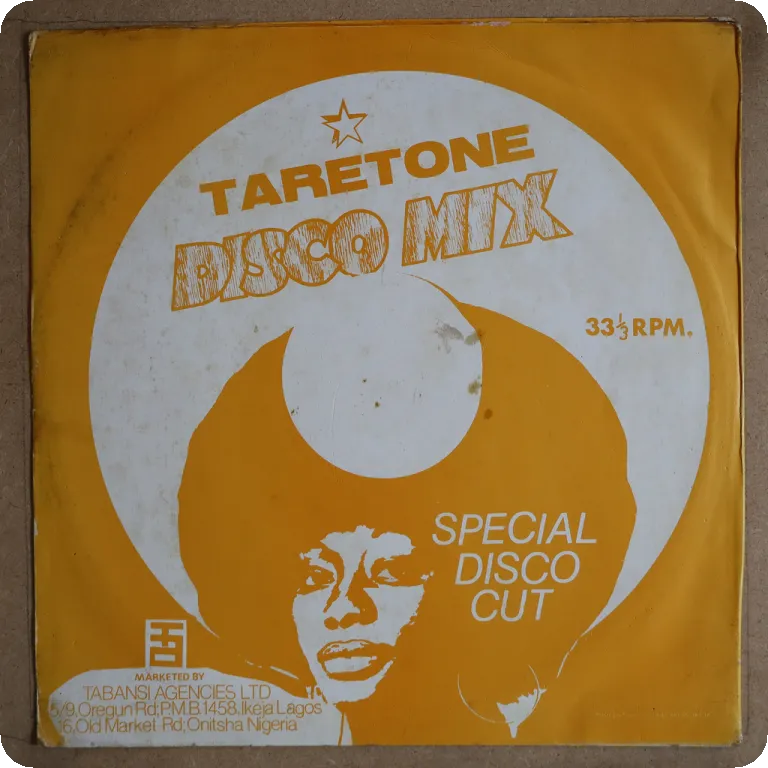 TARETONE
DISCO MIX
33⅓ RPM.
SPECIAL
DISCO
CUT
MARKETED BY
TABANSI AGENCIES LTD
5/9, Oregun Rd; P.M.B. 1458, Ikeja Lagos
16, Old Market Rd; Onitsha Nigeria